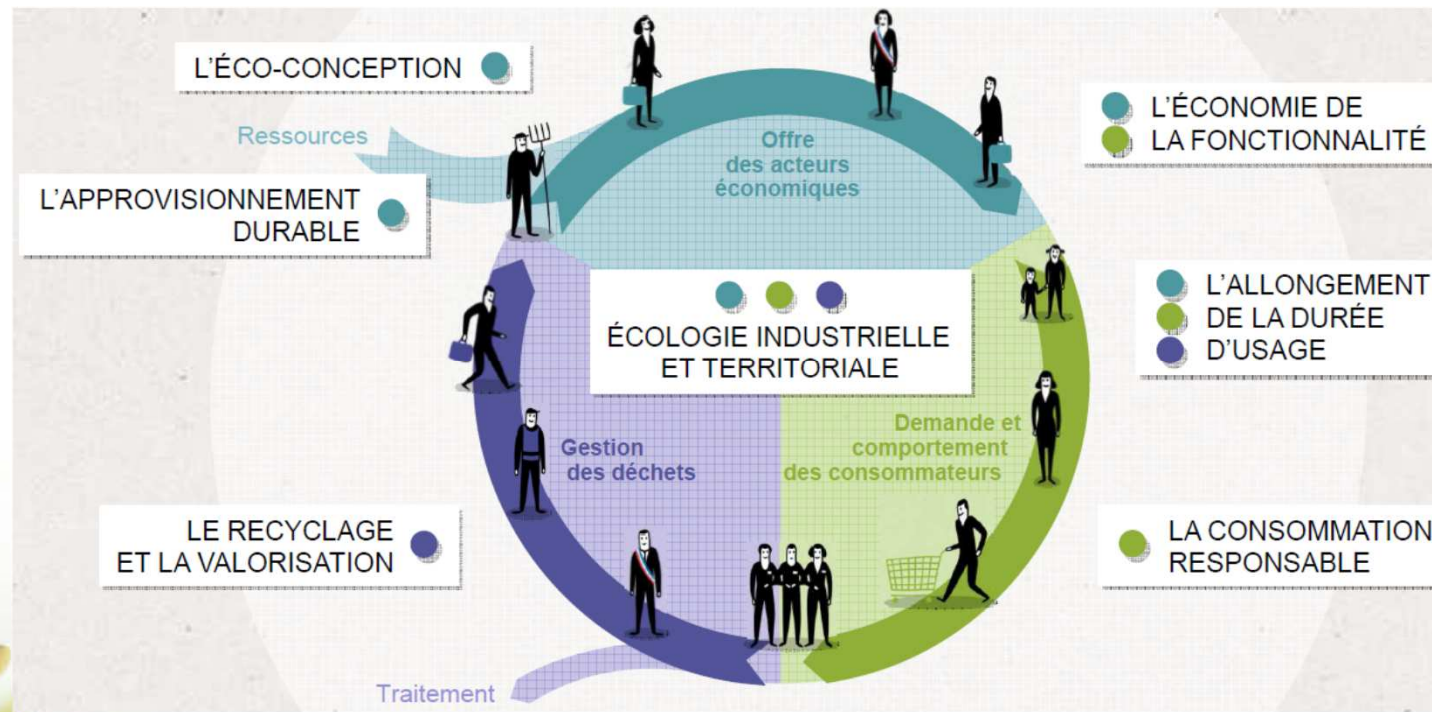 L'ÉCO-CONCEPTION
Ressources
L'APPROVISIONNEMENT
DURABLE
Offre
des acteurs
économiques
L'ÉCONOMIE DE
LA FONCTIONNALITÉ
ÉCOLOGIE INDUSTRIELLE
ET TERRITORIALE
L'ALLONGEMENT
DE LA DURÉE
D'USAGE
Gestion
des déchets
Demande et
comportement
des consommateurs
LE RECYCLAGE
ET LA VALORISATION
LA CONSOMMATION
RESPONSABLE
Traitement